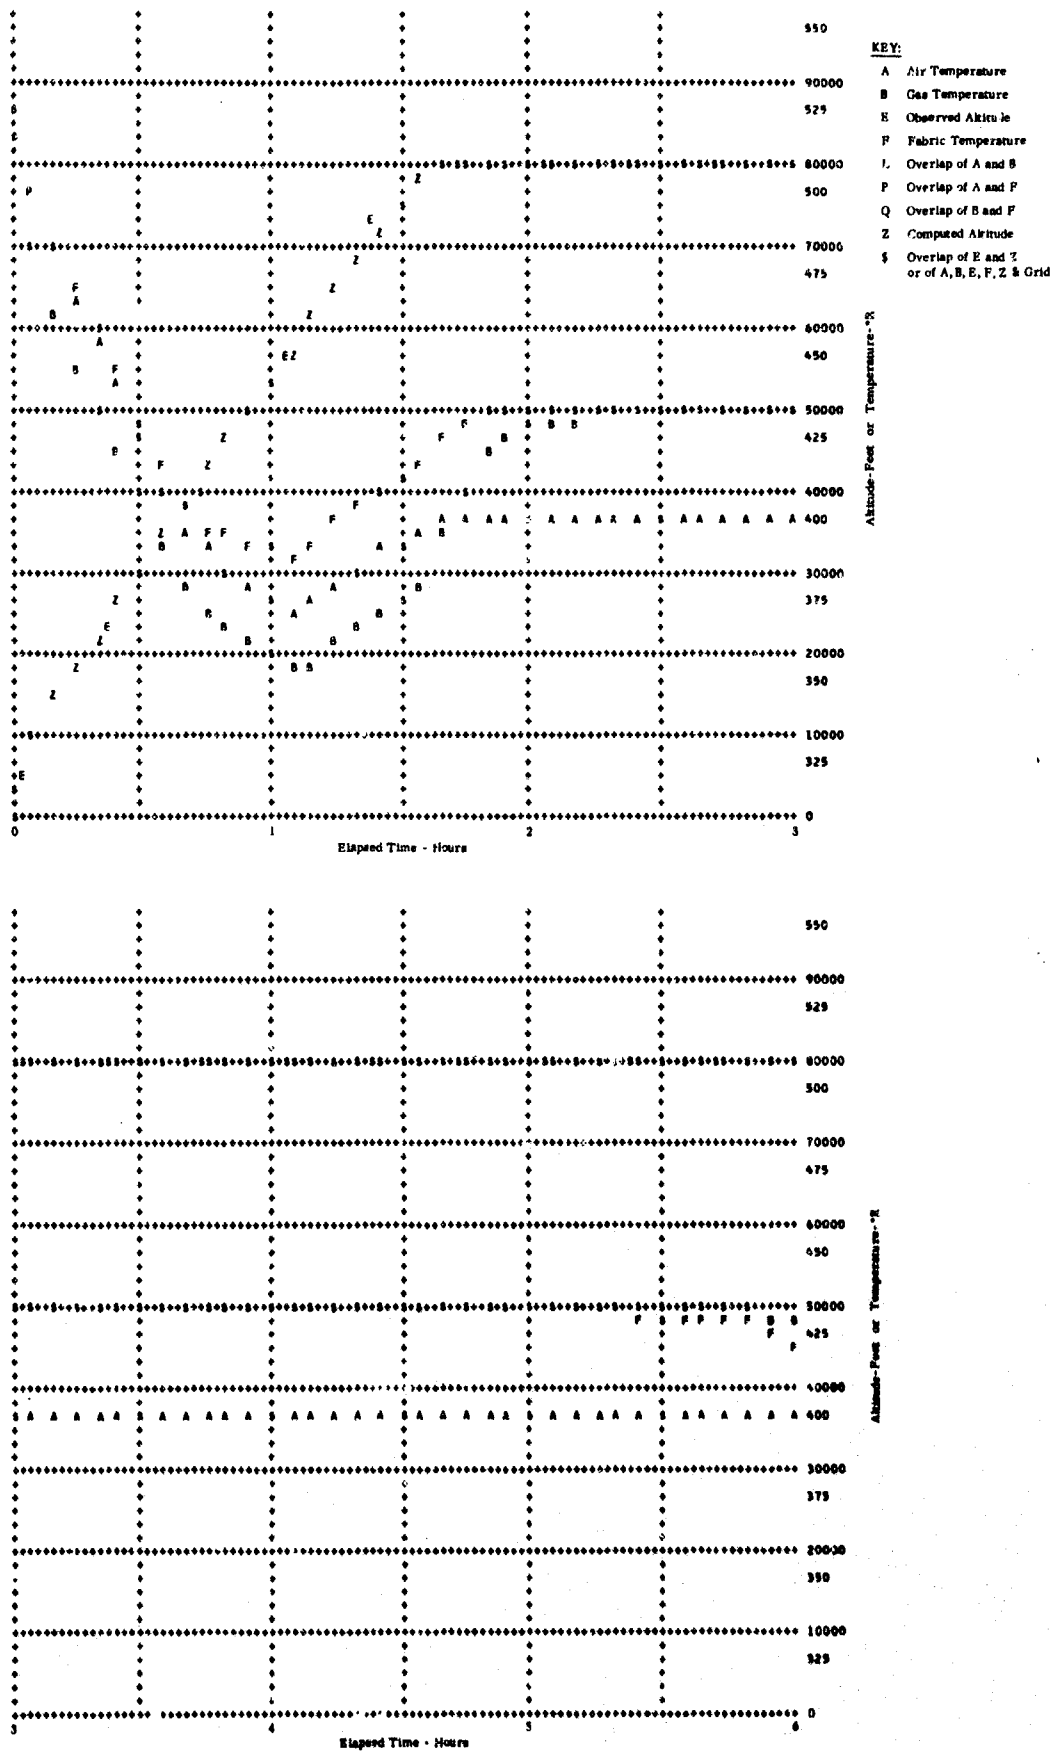 550
KEY:
A Air Temperature
90000
B Gas Temperature
525
E Observed Altitude
F Fabric Temperature
L Overlap of A and B
80000
P Overlap of A and F
500
Q Overlap of B and F
Z Computed Altitude
70000
$ Overlap of E and Z
or of A, B, E, F, Z & Grid
475
60000
450
50000
425
40000
400
30000
375
20000
350
10000
325
0
0 1 2 3
Elapsed Time - Hours
Altitude-Feet or Temperature-°R
550
90000
525
80000
500
70000
475
60000
450
50000
425
40000
400
30000
375
20000
350
10000
325
0
3 4 5 6
Elapsed Time - Hours
Altitude-Feet or Temperature-°R